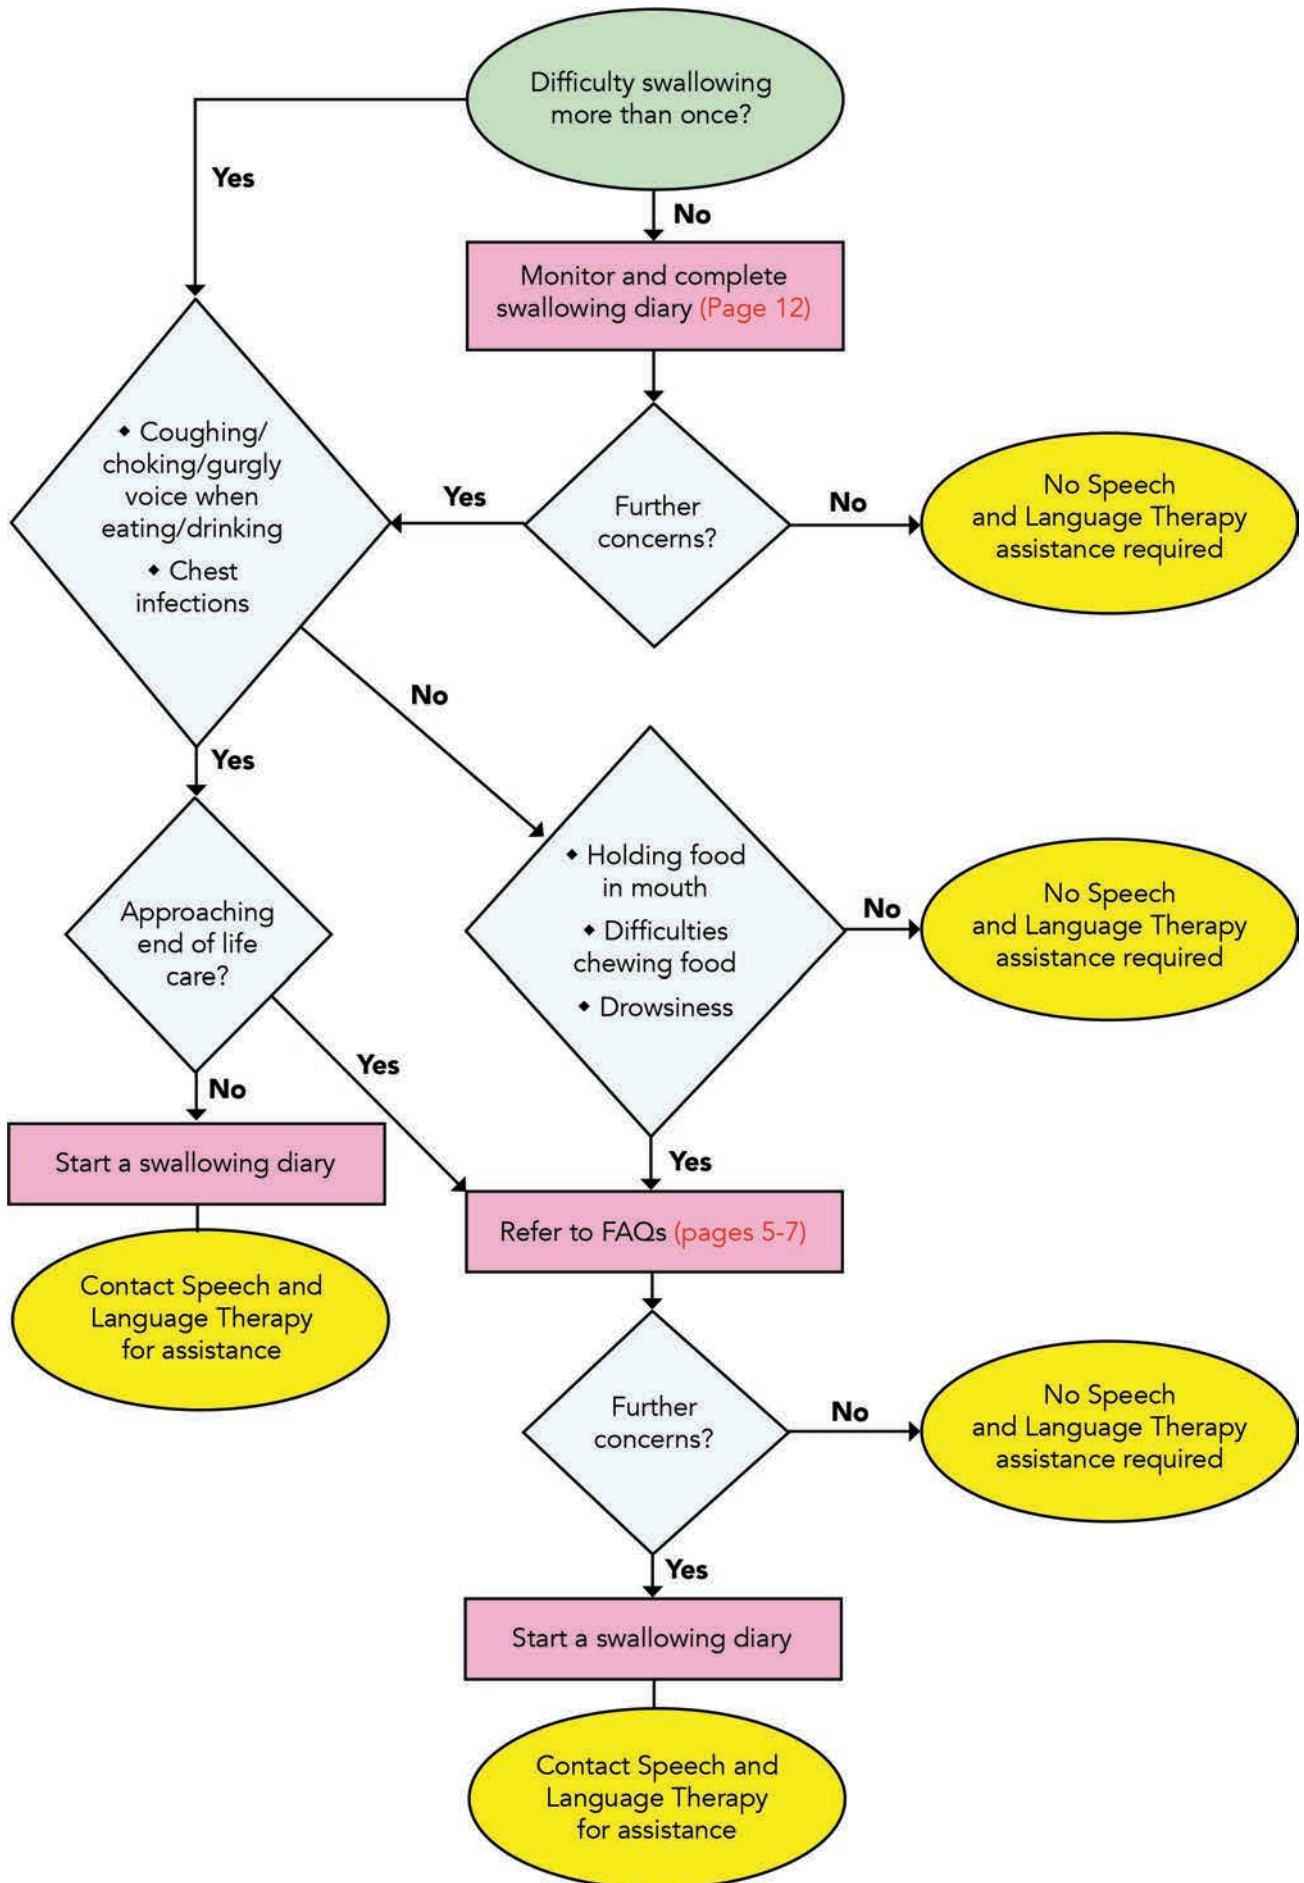 Difficulty swallowing
more than once?
Yes
No
Monitor and complete
swallowing diary (Page 12)
◆ Coughing/
choking/gurgly
voice when
eating/drinking
◆ Chest
infections
Yes
Further
concerns?
No
No Speech
and Language Therapy
assistance required
No
Yes
Approaching
end of life
care?
◆ Holding food
in mouth
◆ Difficulties
chewing food
◆ Drowsiness
No
No Speech
and Language Therapy
assistance required
Yes
No
Start a swallowing diary
Yes
Refer to FAQs (pages 5-7)
Contact Speech and
Language Therapy
for assistance
Further
concerns?
No
No Speech
and Language Therapy
assistance required
Yes
Start a swallowing diary
Contact Speech and
Language Therapy
for assistance